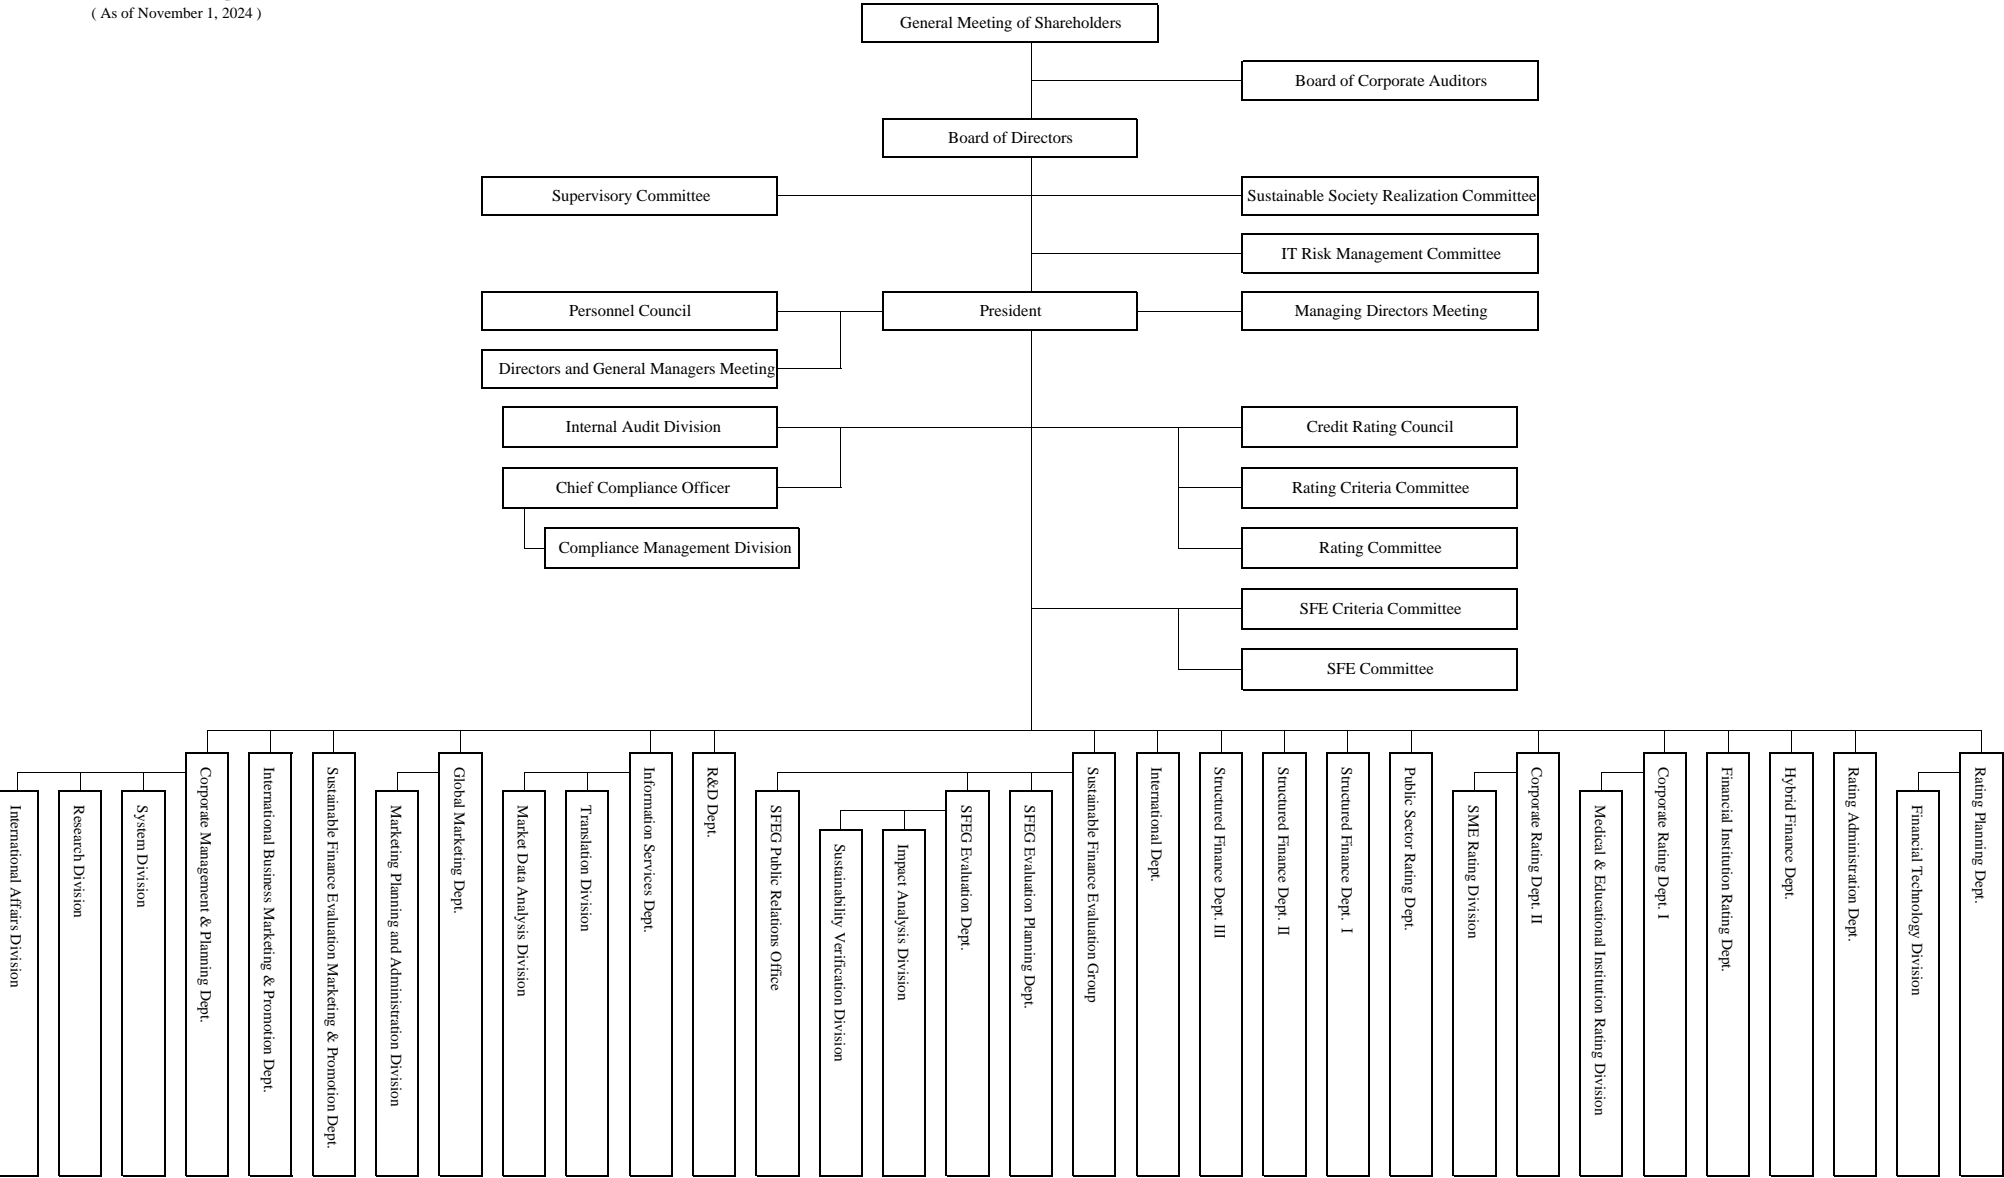 ( As of November 1, 2024 )
General Meeting of Shareholders
Board of Corporate Auditors
Board of Directors
Supervisory Committee
Sustainable Society Realization Committee
IT Risk Management Committee
Personnel Council
President
Managing Directors Meeting
Directors and General Managers Meeting
Internal Audit Division
Credit Rating Council
Chief Compliance Officer
Rating Criteria Committee
Compliance Management Division
Rating Committee
SFE Criteria Committee
SFE Committee
International Affairs Division
Research Division
System Division
Corporate Management & Planning Dept.
International Business Marketing & Promotion Dept.
Sustainable Finance Evaluation Marketing & Promotion Dept.
Marketing Planning and Administration Division
Global Marketing Dept.
Market Data Analysis Division
Translation Division
Information Services Dept.
R&D Dept.
SFEG Public Relations Office
Sustainability Verification Division
Impact Analysis Division
SFEG Evaluation Dept.
SFEG Evaluation Planning Dept.
Sustainable Finance Evaluation Group
International Dept.
Structured Finance Dept. III
Structured Finance Dept. II
Structured Finance Dept. I
Public Sector Rating Dept.
SME Rating Division
Corporate Rating Dept. II
Medical & Educational Institution Rating Division
Corporate Rating Dept. I
Financial Institution Rating Dept.
Hybrid Finance Dept.
Rating Administration Dept.
Financial Technology Division
Rating Planning Dept.